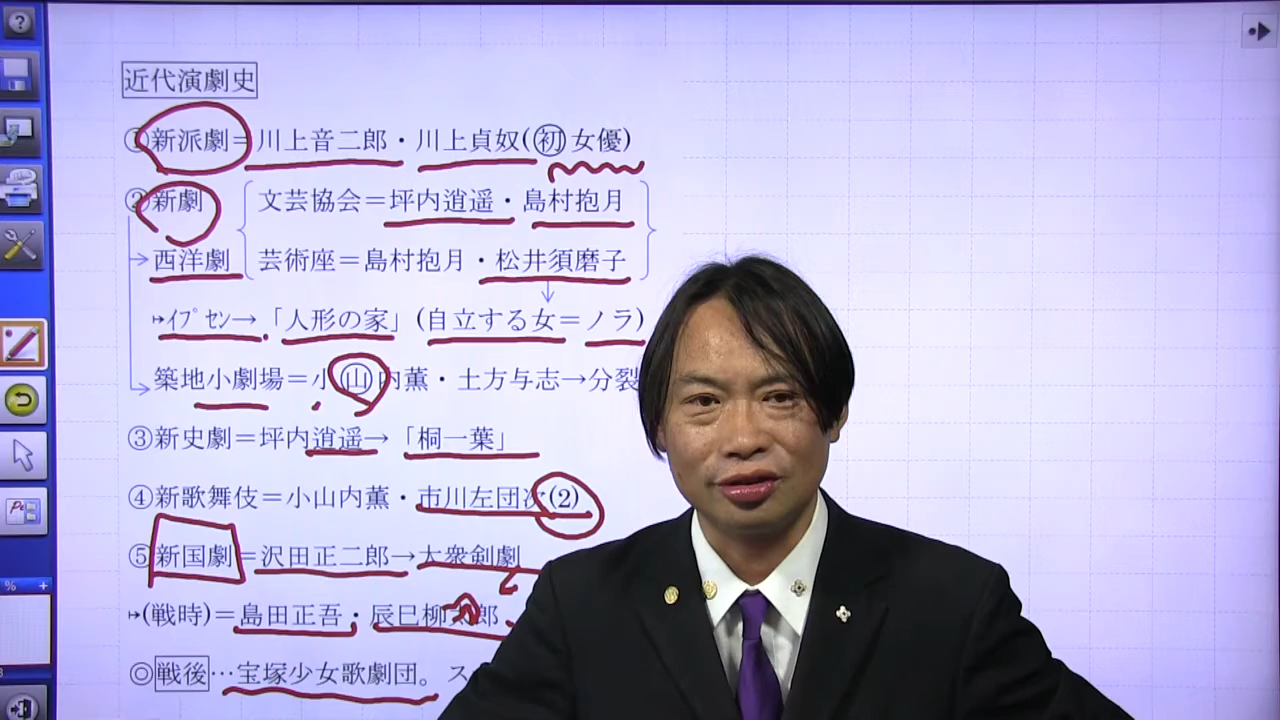 近代演劇史
①新派劇=川上音二郎・川上貞奴(初女優)
②新劇 文芸協会=坪内逍遥・島村抱月
→西洋劇 芸術座=島村抱月・松井須磨子
↦イプセン→「人形の家」(自立する女=ノラ)
築地小劇場=小山内薫・土方与志→分裂
③新史劇=坪内逍遥→「桐一葉」
④新歌舞伎=小山内薫・市川左団次(2)
⑤新国劇=沢田正二郎→大衆剣劇
↦(戦時)=島田正吾・辰巳柳太郎
◎戦後…宝塚少女歌劇団。ス